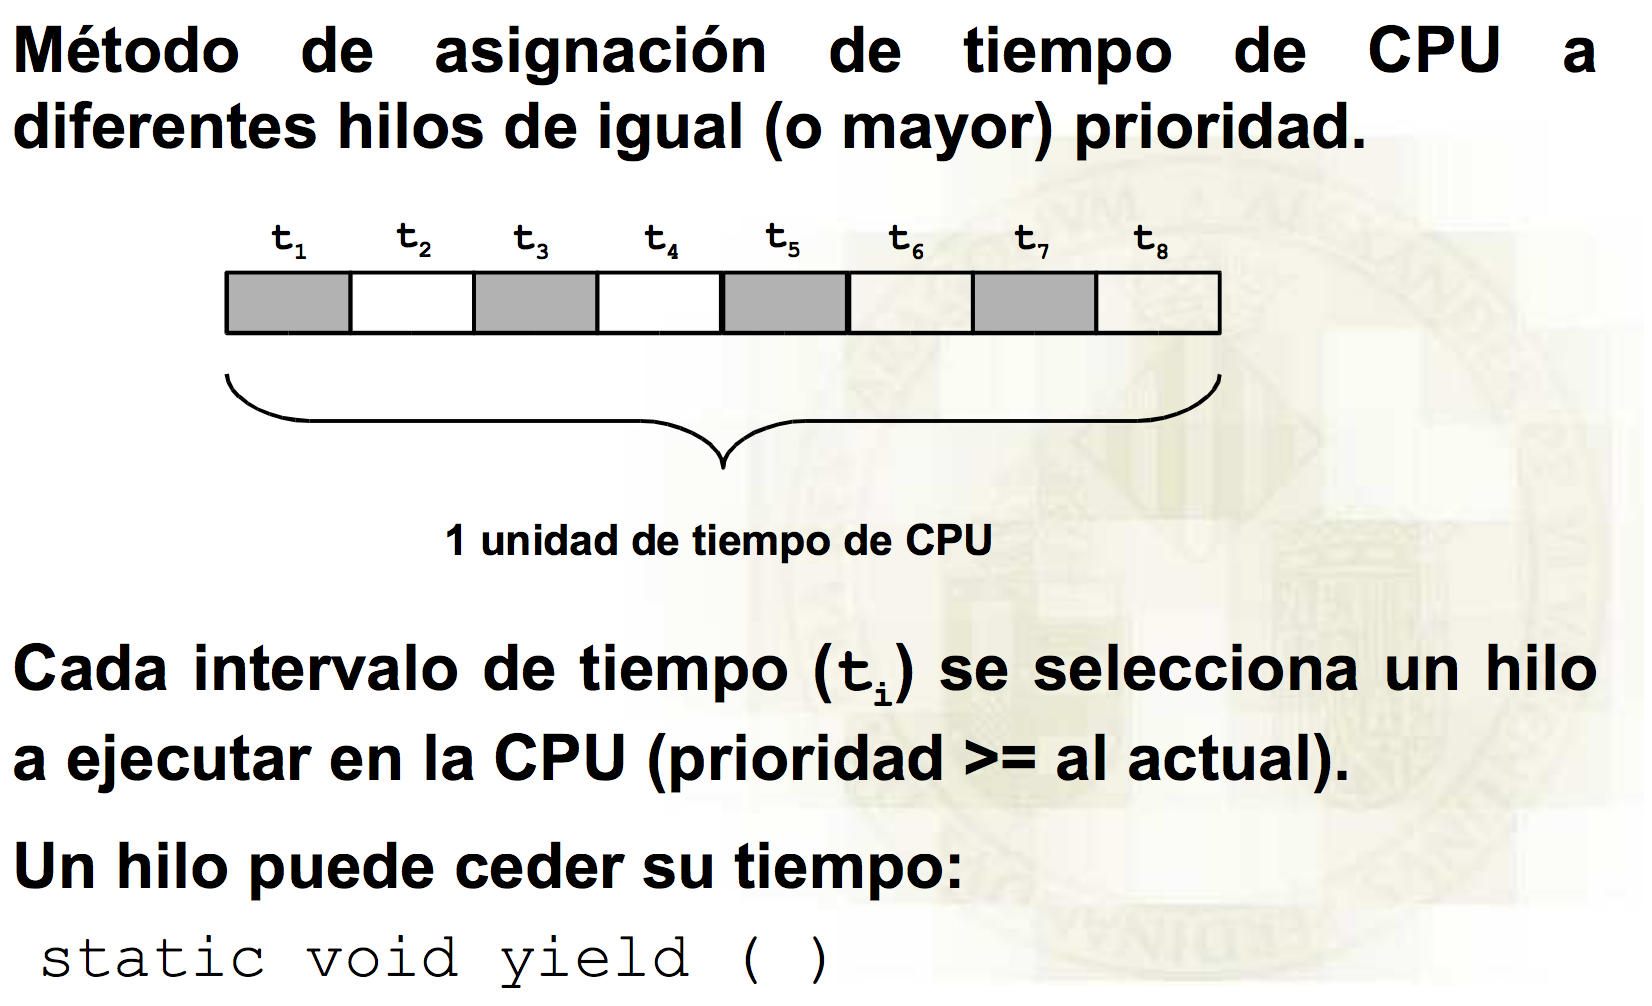 Método de asignación de tiempo de CPU a
diferentes hilos de igual (o mayor) prioridad.
t1 t2 t3 t4 t5 t6 t7 t8
1 unidad de tiempo de CPU
Cada intervalo de tiempo (ti) se selecciona un hilo
a ejecutar en la CPU (prioridad >= al actual).
Un hilo puede ceder su tiempo:
static void yield ( )